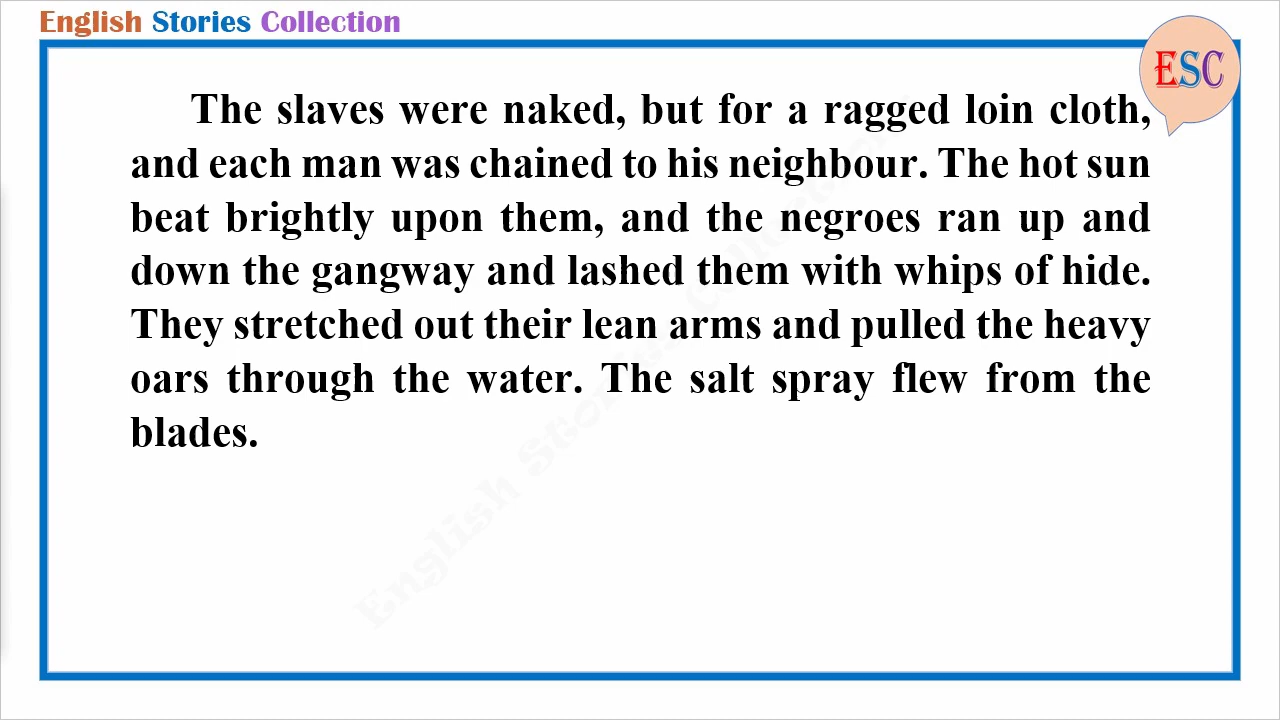 English Stories Collection
ESC
The slaves were naked, but for a ragged loin cloth,
and each man was chained to his neighbour. The hot sun
beat brightly upon them, and the negroes ran up and
down the gangway and lashed them with whips of hide.
They stretched out their lean arms and pulled the heavy
oars through the water. The salt spray flew from the
blades.
English Stories Collection